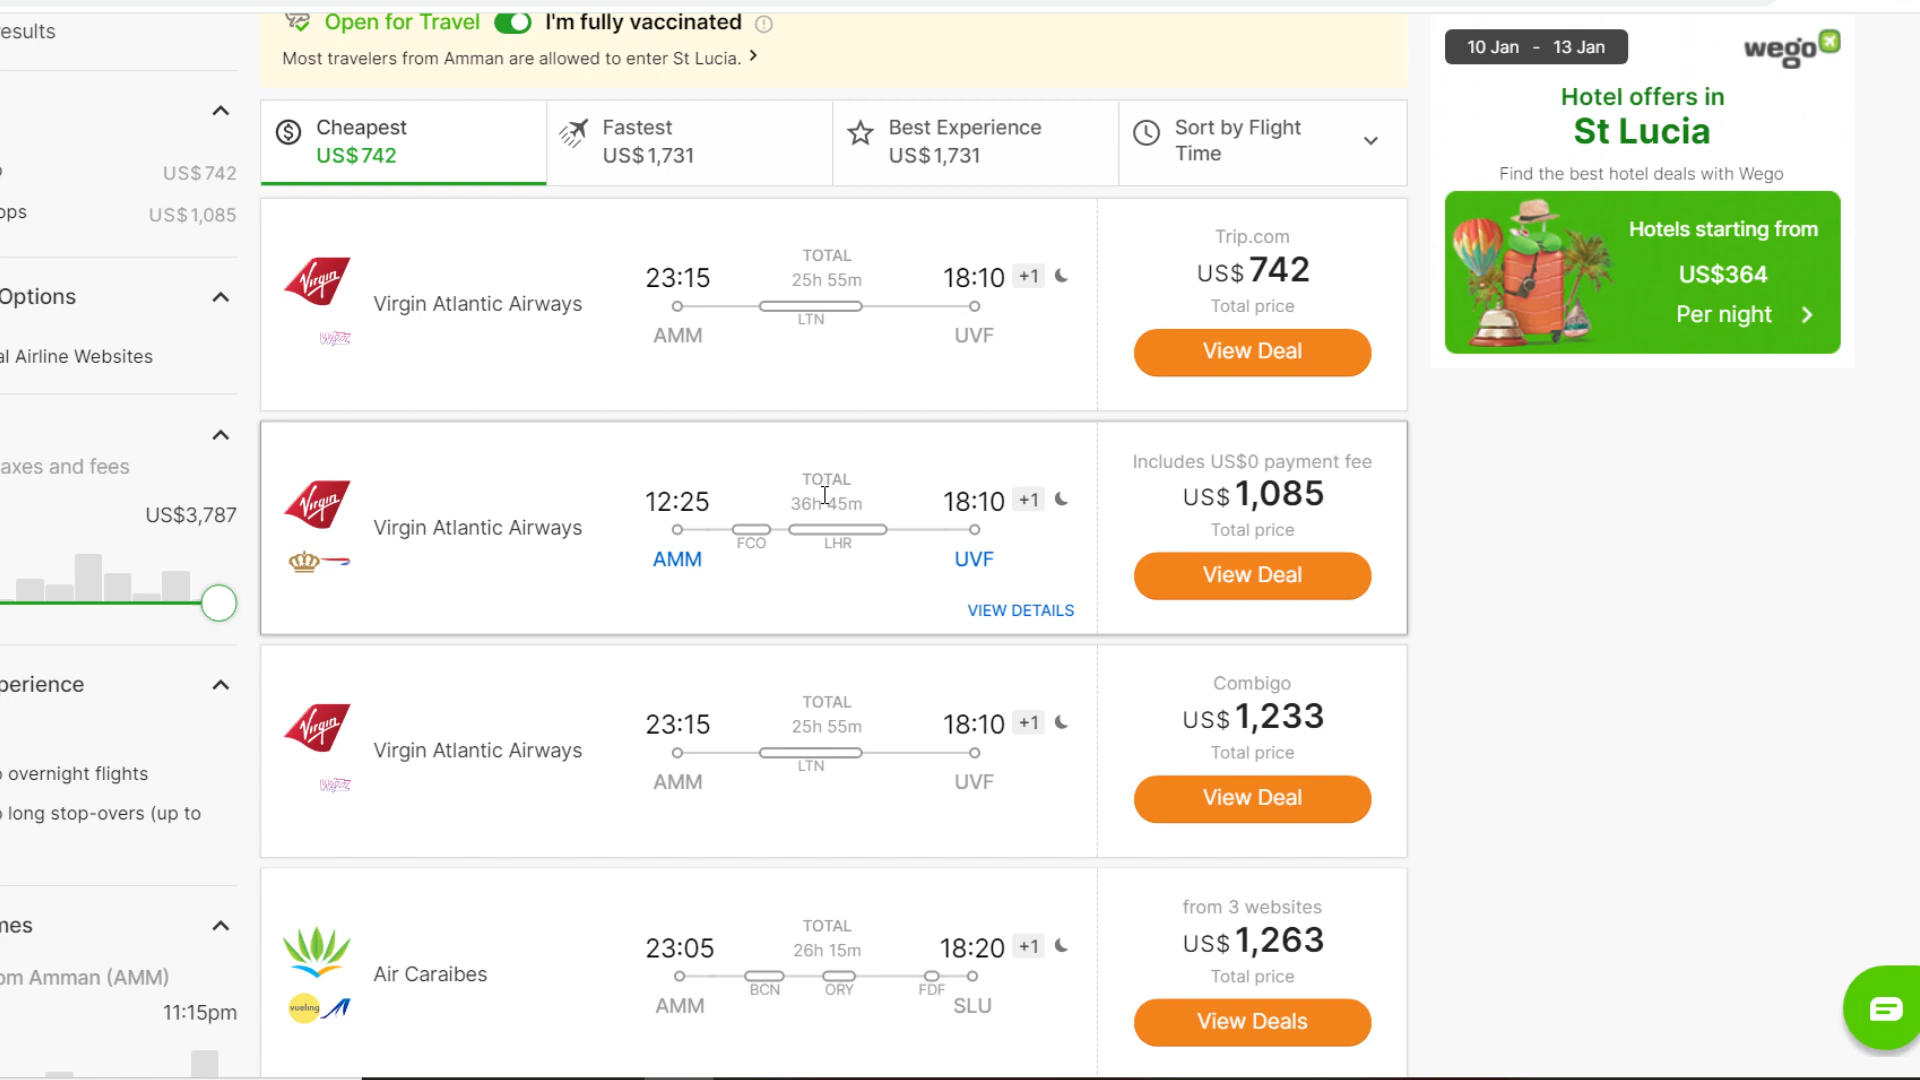 esults
US$742
ops
US$1,085
Options
al Airline Websites
axes and fees
US$3,787
perience
o overnight flights
o long stop-overs (up to
mes
om Amman (AMM)
11:15pm
Open for Travel I'm fully vaccinated
Most travelers from Amman are allowed to enter St Lucia.
Cheapest
US$742
Fastest
US$1,731
Best Experience
US$1,731
Sort by Flight
Time
Virgin
Wizz
Virgin Atlantic Airways
TOTAL
23:15 25h 55m 18:10 +1
LTN
AMM UVF
Trip.com
US$ 742
Total price
View Deal
Virgin
Virgin Atlantic Airways
TOTAL
12:25 36h 45m 18:10 +1
FCO LHR
AMM UVF
VIEW DETAILS
Includes US$0 payment fee
US$ 1,085
Total price
View Deal
Virgin
Wizz
Virgin Atlantic Airways
TOTAL
23:15 25h 55m 18:10 +1
LTN
AMM UVF
Combigo
US$ 1,233
Total price
View Deal
vueling
Air Caraibes
TOTAL
23:05 26h 15m 18:20 +1
BCN ORY FDF
AMM SLU
from 3 websites
US$ 1,263
Total price
View Deals
10 Jan - 13 Jan
wego
Hotel offers in
St Lucia
Find the best hotel deals with Wego
Hotels starting from
US$364
Per night